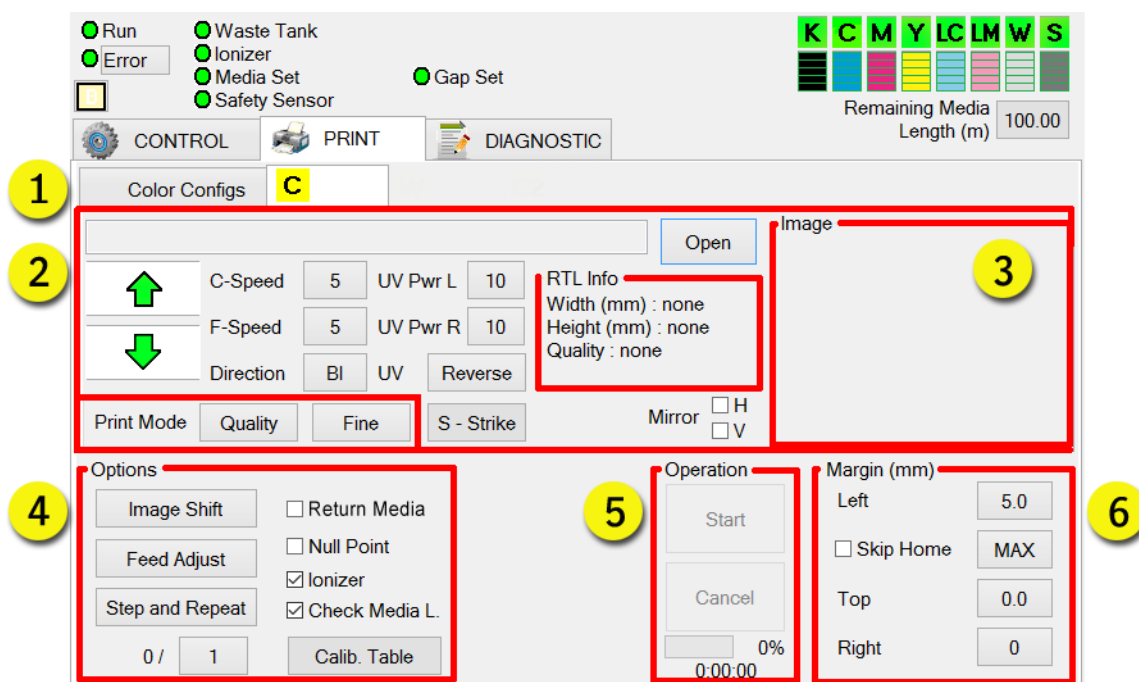 Run
Waste Tank
K C M Y LC LM W S
Error
Ionizer
Media Set
Gap Set
Safety Sensor
Remaining Media
Length (m)
100.00
CONTROL
PRINT
DIAGNOSTIC
1
Color Configs
C
2
Open
Image
3
C-Speed 5 UV Pwr L 10
RTL Info
Width (mm) : none
F-Speed 5 UV Pwr R 10
Height (mm) : none
Quality : none
Direction BI UV Reverse
Print Mode Quality Fine S - Strike
Mirror
H
V
4
Options
Image Shift
Return Media
Feed Adjust
Null Point
Ionizer
Step and Repeat
Check Media L.
0 / 1
Calib. Table
5
Operation
Start
Cancel
0%
0:00:00
6
Margin (mm)
Left 5.0
Skip Home MAX
Top 0.0
Right 0